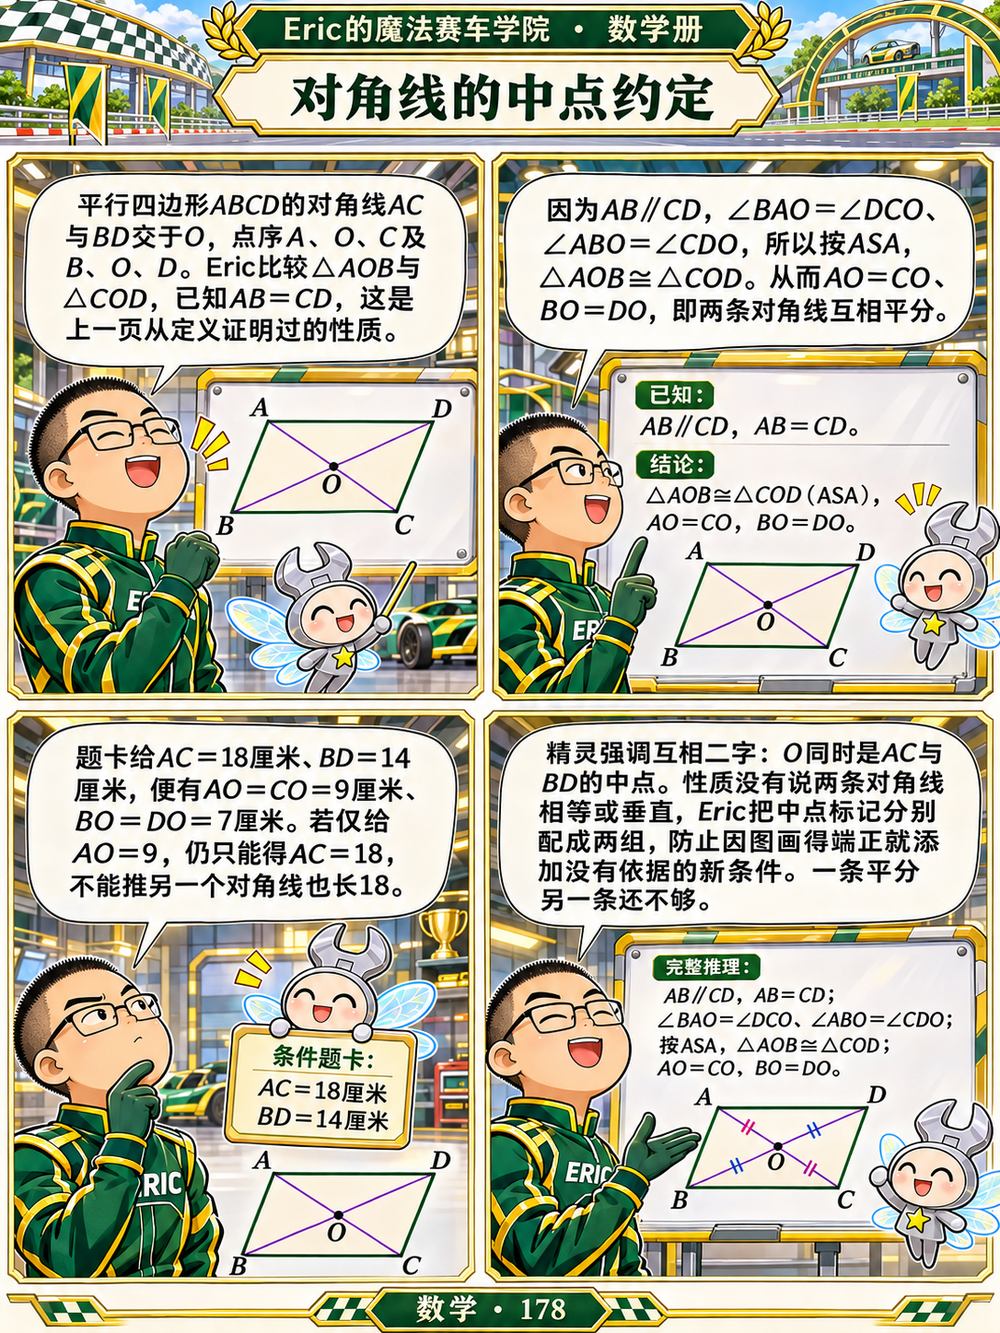 Eric的魔法赛车学院 · 数学册
对角线的中点约定
平行四边形ABCD的对角线AC
与BD交于O，点序A、O、C及
B、O、D。Eric比较△AOB与
△COD，已知AB＝CD，这是
上一页从定义证明过的性质。
A
D
O
B
C
E
因为AB∥CD，∠BAO＝∠DCO、
∠ABO＝∠CDO，所以按ASA，
△AOB≌△COD。从而AO＝CO、
BO＝DO，即两条对角线互相平分。
已知：
AB∥CD，AB＝CD。
结论：
△AOB≌△COD（ASA），
AO＝CO，BO＝DO。
A
D
O
B
C
ER
题卡给AC＝18厘米、BD＝14
厘米，便有AO＝CO＝9厘米、
BO＝DO＝7厘米。若仅给
AO＝9，仍只能得AC＝18，
不能推另一个对角线也长18。
条件题卡：
AC＝18厘米
BD＝14厘米
ERIC
A
D
O
B
C
精灵强调互相二字：O同时是AC与
BD的中点。性质没有说两条对角线
相等或垂直，Eric把中点标记分别
配成两组，防止因图画得端正就添
加没有依据的新条件。一条平分
另一条还不够。
完整推理：
AB∥CD，AB＝CD；
∠BAO＝∠DCO、∠ABO＝∠CDO；
按ASA，△AOB≌△COD；
AO＝CO，BO＝DO。
A
D
O
B
C
ERIC
数学 · 178